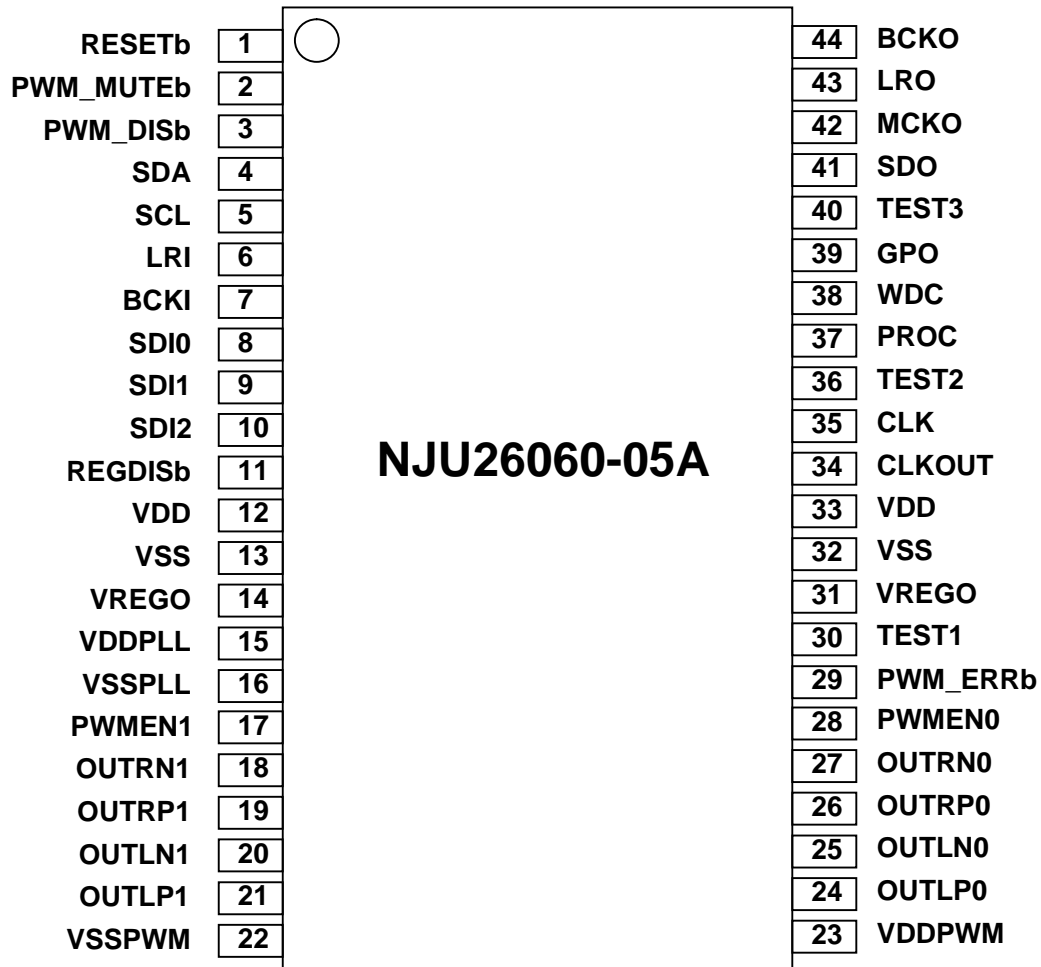 RESETb 1 44 BCKO
PWM_MUTEb 2 43 LRO
PWM_DISb 3 42 MCKO
SDA 4 41 SDO
SCL 5 40 TEST3
LRI 6 39 GPO
BCKI 7 38 WDC
SDI0 8 37 PROC
SDI1 9 36 TEST2
SDI2 10 35 CLK
NJU26060-05A
REGDISb 11 34 CLKOUT
VDD 12 33 VDD
VSS 13 32 VSS
VREGO 14 31 VREGO
VDDPLL 15 30 TEST1
VSSPLL 16 29 PWM_ERRb
PWMEN1 17 28 PWMEN0
OUTRN1 18 27 OUTRN0
OUTRP1 19 26 OUTRP0
OUTLN1 20 25 OUTLN0
OUTLP1 21 24 OUTLP0
VSSPWM 22 23 VDDPWM